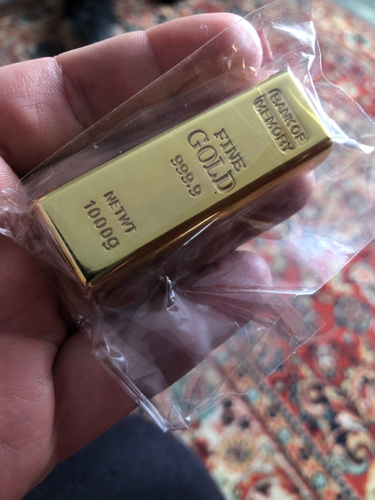 BANK OF
MEMORY
FINE
GOLD
999.9
NETWT
1000g